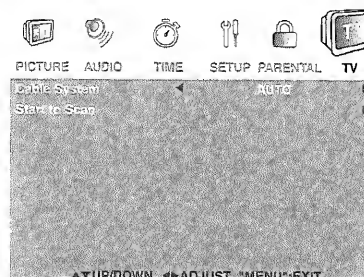 PICTURE AUDIO TIME SETUP PARENTAL TV
Cable System AUTO
Start to Scan
▲▼UP/DOWN ◀▶ADJUST "MENU":EXIT